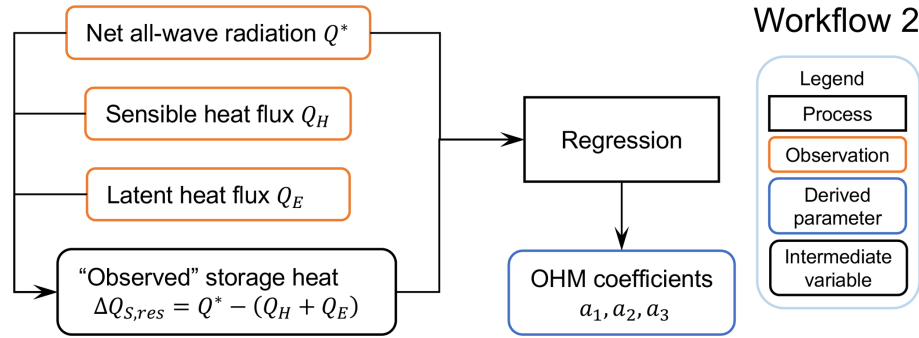 Workflow 2
Net all-wave radiation Q*
Sensible heat flux Q_H
Latent heat flux Q_E
“Observed” storage heat
ΔQ_{S,res} = Q* − (Q_H + Q_E)
Regression
OHM coefficients
a_1, a_2, a_3
Legend
Process
Observation
Derived
parameter
Intermediate
variable